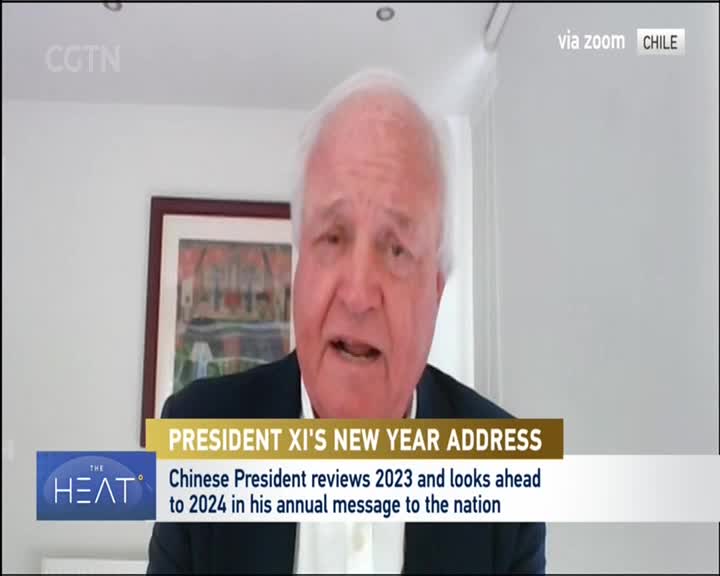 CGTN
via zoom
CHILE
PRESIDENT XI'S NEW YEAR ADDRESS
THE
HEAT
Chinese President reviews 2023 and looks ahead
to 2024 in his annual message to the nation